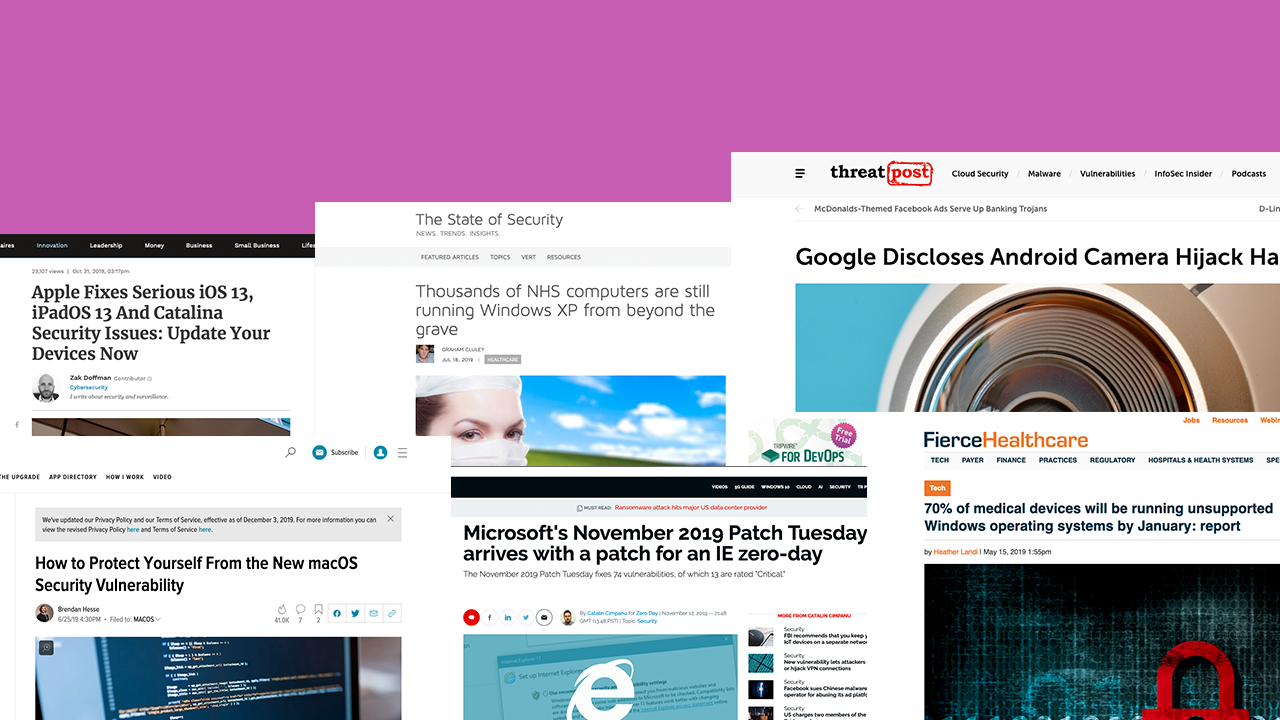 aires Innovation Leadership Money Business Small Business Lifes
23,107 views | Oct 31, 2019, 03:17pm
Apple Fixes Serious iOS 13,
iPadOS 13 And Catalina
Security Issues: Update Your
Devices Now
Zak Doffman Contributor
Cybersecurity
I write about security and surveillance.
The State of Security
NEWS. TRENDS. INSIGHTS.
FEATURED ARTICLES TOPICS VERT RESOURCES
Thousands of NHS computers are still
running Windows XP from beyond the
grave
GRAHAM CLULEY
JUL 18, 2019 | HEALTHCARE
threatpost
Cloud Security / Malware / Vulnerabilities / InfoSec Insider / Podcasts
McDonalds-Themed Facebook Ads Serve Up Banking Trojans
D-Lin
Google Discloses Android Camera Hijack Ha
Subscribe
THE UPGRADE APP DIRECTORY HOW I WORK VIDEO
We've updated our Privacy Policy and our Terms of Service, effective as of December 3, 2019. For more information you can
view the revised Privacy Policy here and Terms of Service here.
How to Protect Yourself From the New macOS
Security Vulnerability
Brendan Hesse
6/25/19 4:30PM • Filed to: MACOS
41.0K 7 2
TRIPWIRE
FOR DEVOPS
Free
Trial
VIDEOS 5G GUIDE WINDOWS 10 CLOUD AI SECURITY TR P
MUST READ: Ransomware attack hits major US data center provider
Microsoft's November 2019 Patch Tuesday
arrives with a patch for an IE zero-day
The November 2019 Patch Tuesday fixes 74 vulnerabilities, of which 13 are rated "Critical."
By Catalin Cimpanu for Zero Day | November 12, 2019 -- 21:48
GMT (13:48 PST) | Topic: Security
MORE FROM CATALIN CIMPANU
Security
FBI recommends that you keep y
IoT devices on a separate networ
Security
New vulnerability lets attackers
or hijack VPN connections
Security
Facebook sues Chinese malware
operator for abusing its ad platfo
Security
US charges two members of the
Internet Explorer 11
Set up Internet Explorer
Jobs Resources Webin
FierceHealthcare
TECH PAYER FINANCE PRACTICES REGULATORY HOSPITALS & HEALTH SYSTEMS SPE
Tech
70% of medical devices will be running unsupported
Windows operating systems by January: report
by Heather Landi | May 15, 2019 1:55pm